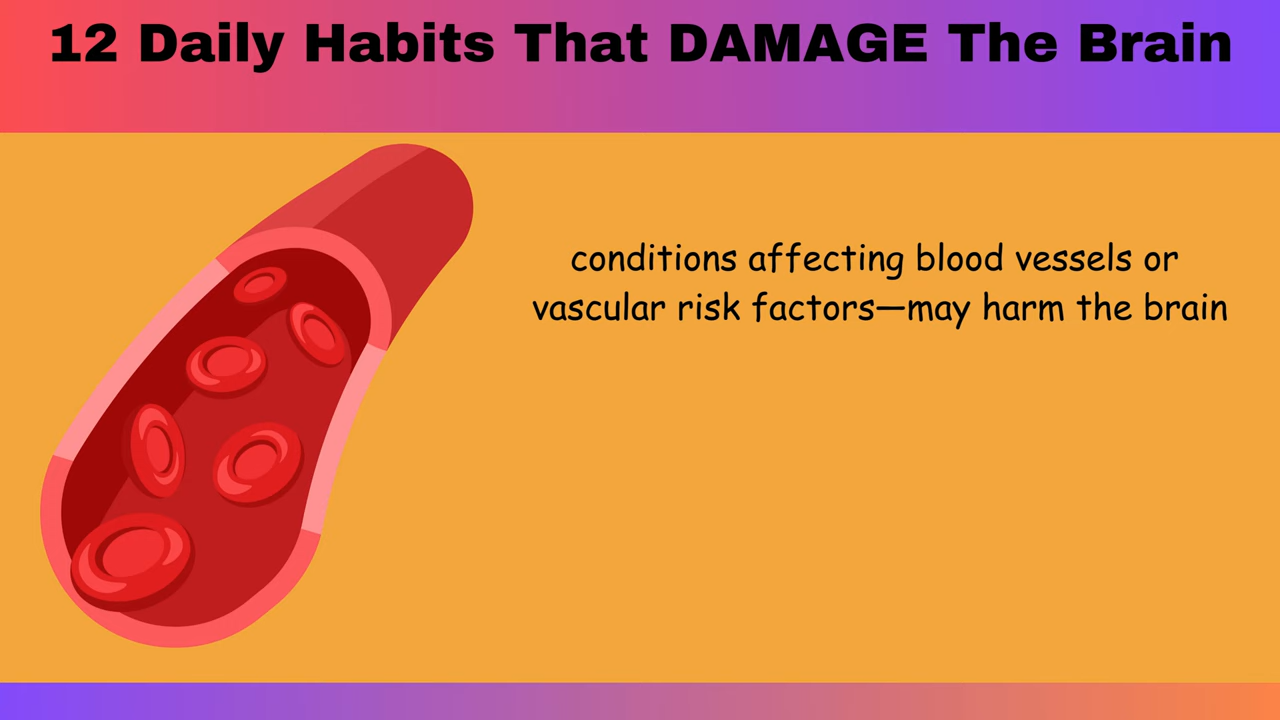 12 Daily Habits That DAMAGE The Brain
conditions affecting blood vessels or
vascular risk factors—may harm the brain